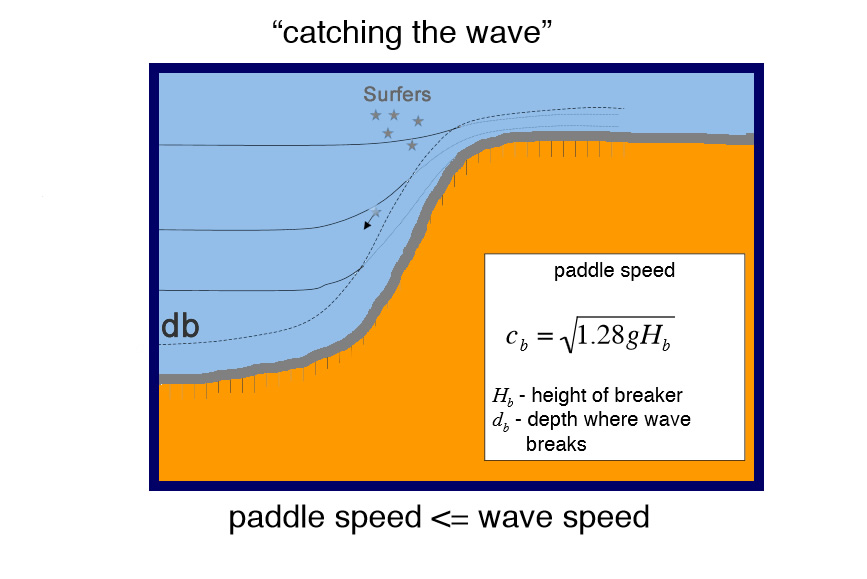 “catching the wave”
Surfers
db
paddle speed
c_b = √1.28gH_b
H_b - height of breaker
d_b - depth where wave
breaks
paddle speed <= wave speed